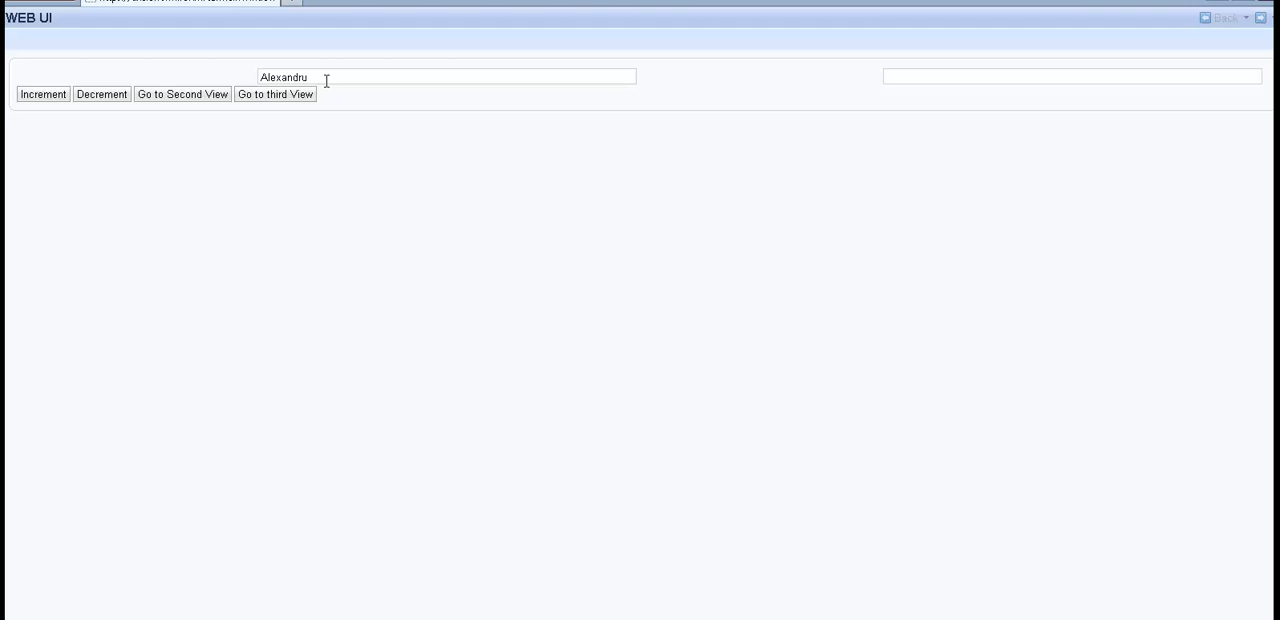 WEB UI
Back
Alexandru
Increment Decrement Go to Second View Go to third View